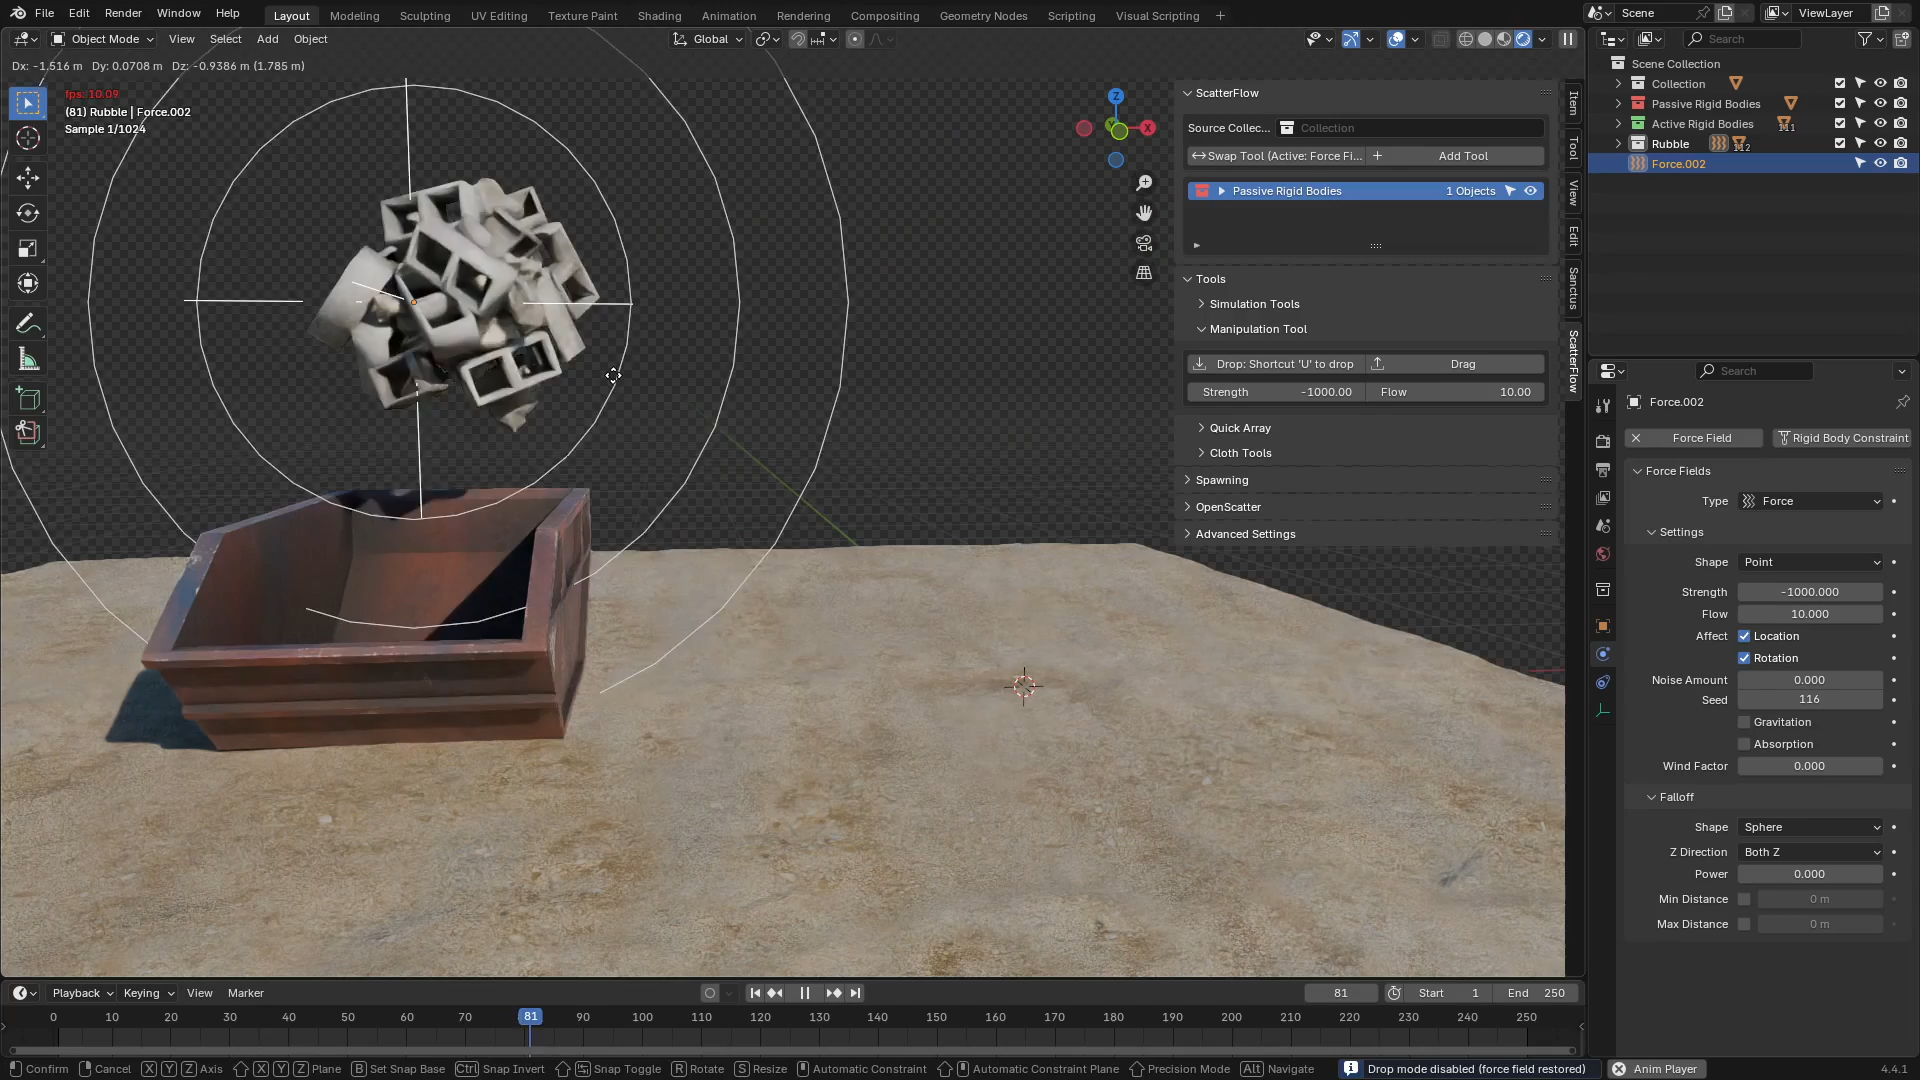 File Edit Render Window Help Layout Modeling Sculpting UV Editing Texture Paint Shading Animation Rendering Compositing Geometry Nodes Scripting Visual Scripting + Scene ViewLayer
Object Mode View Select Add Object Global Search
Dx: -1.516 m Dy: 0.0708 m Dz: -0.9386 m (1.785 m)
fps: 10.09
(81) Rubble | Force.002
Sample 1/1024
Z
X
ScatterFlow
Source Collec... Collection
Swap Tool (Active: Force Fi... Add Tool
Passive Rigid Bodies 1 Objects
Tools
Simulation Tools
Manipulation Tool
Drop: Shortcut 'U' to drop Drag
Strength -1000.00 Flow 10.00
Quick Array
Cloth Tools
Spawning
OpenScatter
Advanced Settings
Item
Tool
View
Edit
Sanctus
ScatterFlow
Scene Collection
Collection
Passive Rigid Bodies
Active Rigid Bodies 111
Rubble 112
Force.002
Search
Force.002
Force Field Rigid Body Constraint
Force Fields
Type Force
Settings
Shape Point
Strength -1000.000
Flow 10.000
Affect Location
Rotation
Noise Amount 0.000
Seed 116
Gravitation
Absorption
Wind Factor 0.000
Falloff
Shape Sphere
Z Direction Both Z
Power 0.000
Min Distance 0 m
Max Distance 0 m
Playback Keying View Marker 81 Start 1 End 250
0 10 20 30 40 50 60 70 81 90 100 110 120 130 140 150 160 170 180 190 200 210 220 230 240 250
Confirm Cancel X Y Z Axis X Y Z Plane B Set Snap Base Ctrl Snap Invert Snap Toggle R Rotate S Resize Automatic Constraint Automatic Constraint Plane Precision Mode Alt Navigate Drop mode disabled (force field restored) Anim Player 4.4.1